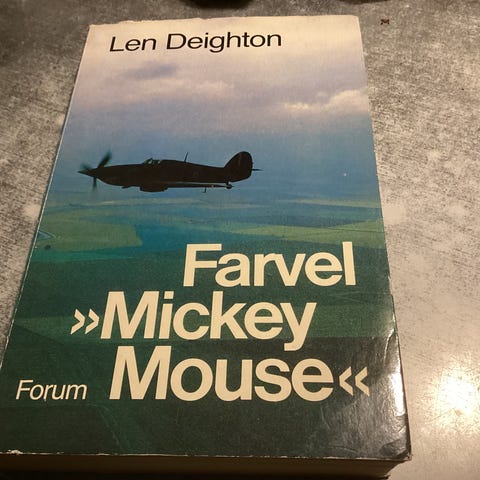 Len Deighton
Farvel
»Mickey
Mouse«
Forum